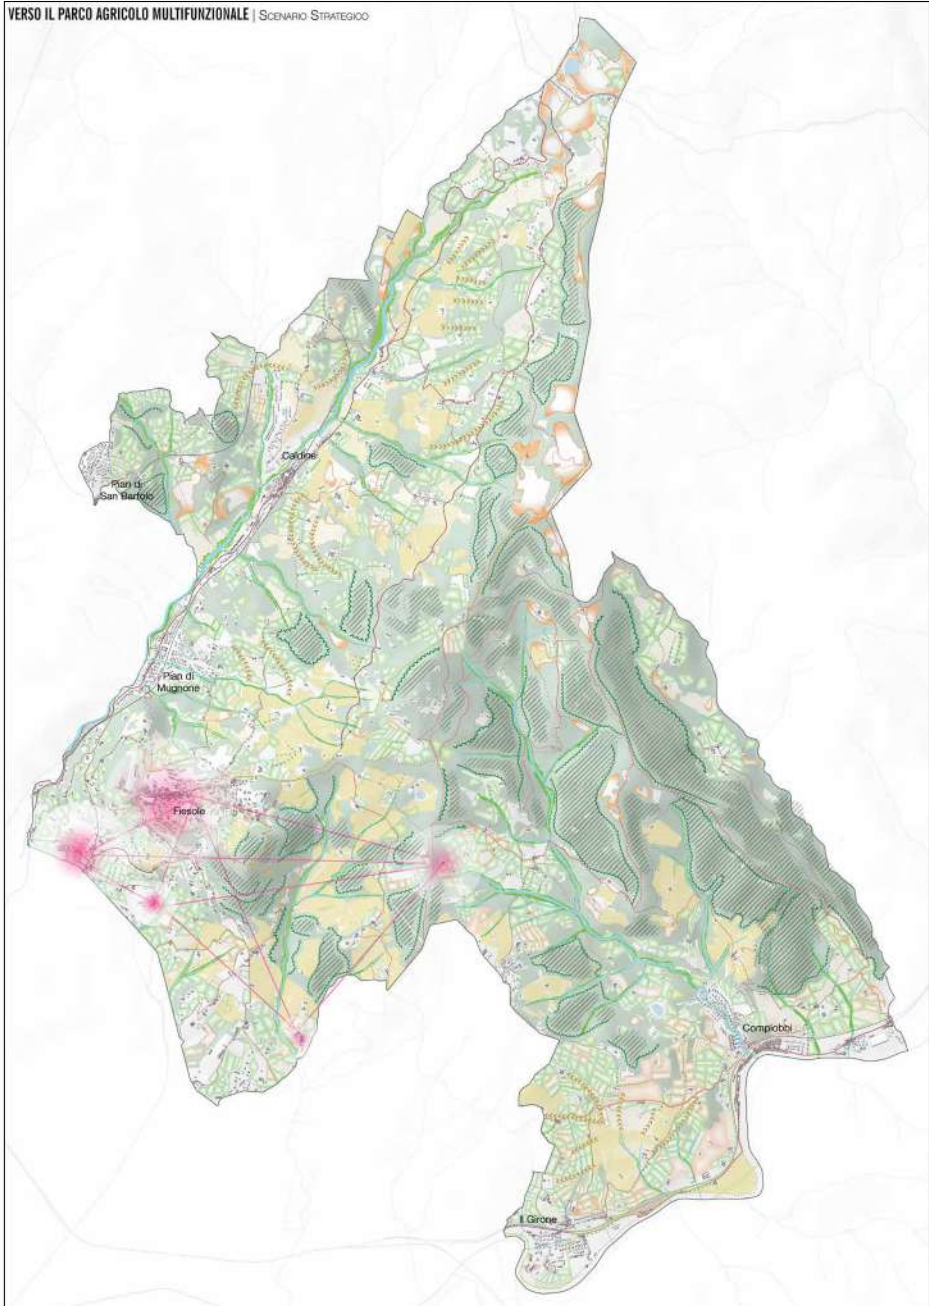 VERSO IL PARCO AGRICOLO MULTIFUNZIONALE | SCENARIO STRATEGICO
Caldine
Pian di
San Bartolo
Pian di
Mugnone
Fiesole
Compiobbi
Il Girone